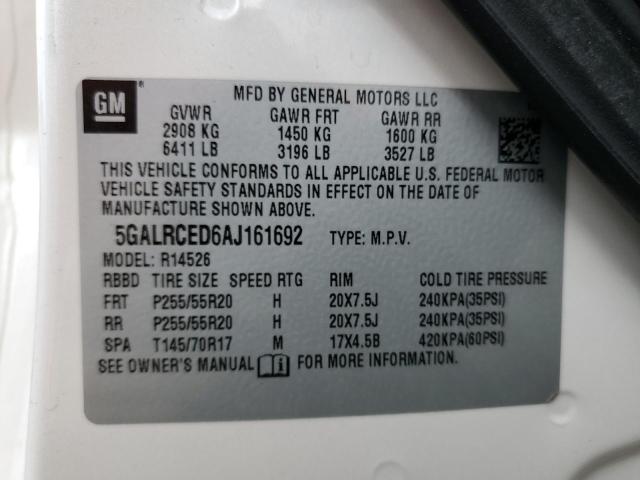 GM
MFD BY GENERAL MOTORS LLC
GVWR GAWR FRT GAWR RR
2908 KG 1450 KG 1600 KG
6411 LB 3196 LB 3527 LB
THIS VEHICLE CONFORMS TO ALL APPLICABLE U.S. FEDERAL MOTOR
VEHICLE SAFETY STANDARDS IN EFFECT ON THE DATE OF
MANUFACTURE SHOWN ABOVE.
5GALRCED6AJ161692 TYPE: M.P.V.
MODEL: R14526
RBBD TIRE SIZE SPEED RTG RIM COLD TIRE PRESSURE
FRT P255/55R20 H 20X7.5J 240KPA(35PSI)
RR P255/55R20 H 20X7.5J 240KPA(35PSI)
SPA T145/70R17 M 17X4.5B 420KPA(60PSI)
SEE OWNER'S MANUAL FOR MORE INFORMATION.